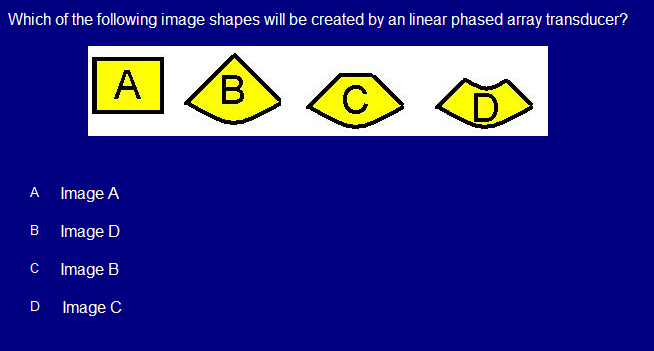 Which of the following image shapes will be created by an linear phased array transducer?
A B C D
A Image A
B Image D
C Image B
D Image C